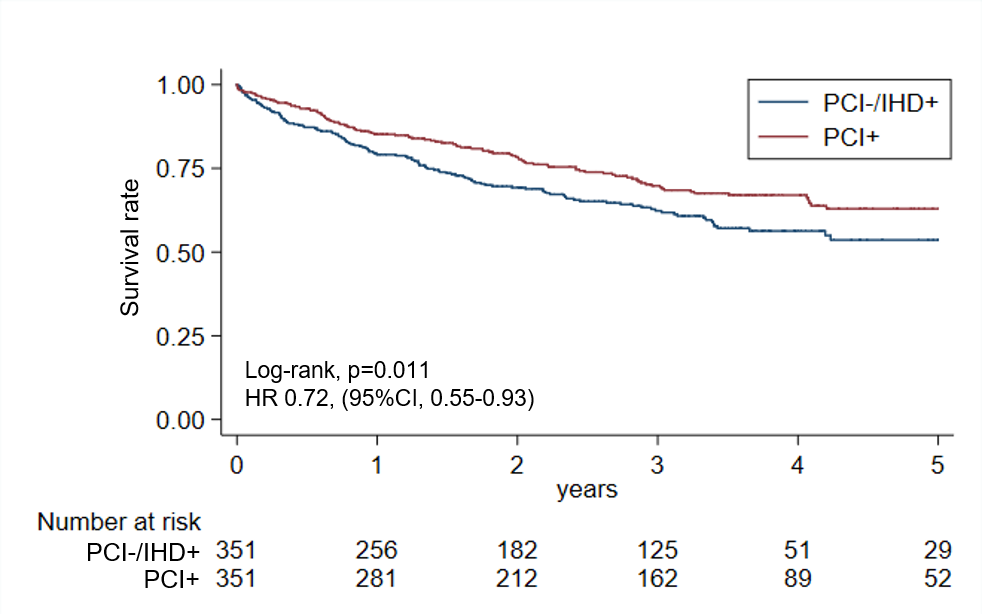 1.00
0.75
0.50
0.25
0.00
Survival rate
PCI-/IHD+
PCI+
Log-rank, p=0.011
HR 0.72, (95%CI, 0.55-0.93)
0 1 2 3 4 5
years
Number at risk
PCI-/IHD+ 351 256 182 125 51 29
PCI+ 351 281 212 162 89 52